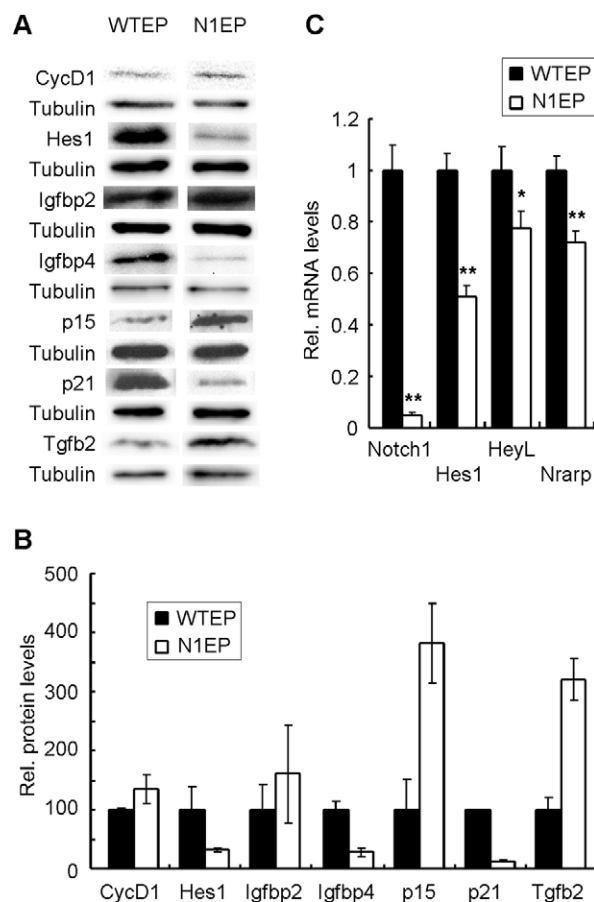 A
WTEP N1EP
CycD1
Tubulin
Hes1
Tubulin
Igfbp2
Tubulin
Igfbp4
Tubulin
p15
Tubulin
p21
Tubulin
Tgfb2
Tubulin
C
WTEP
N1EP
Rel. mRNA levels
1.2
1
0.8
0.6
0.4
0.2
0
**
**
*
**
Notch1 HeyL
Hes1 Nrarp
B
WTEP
N1EP
Rel. protein levels
500
400
300
200
100
0
CycD1 Hes1 Igfbp2 Igfbp4 p15 p21 Tgfb2